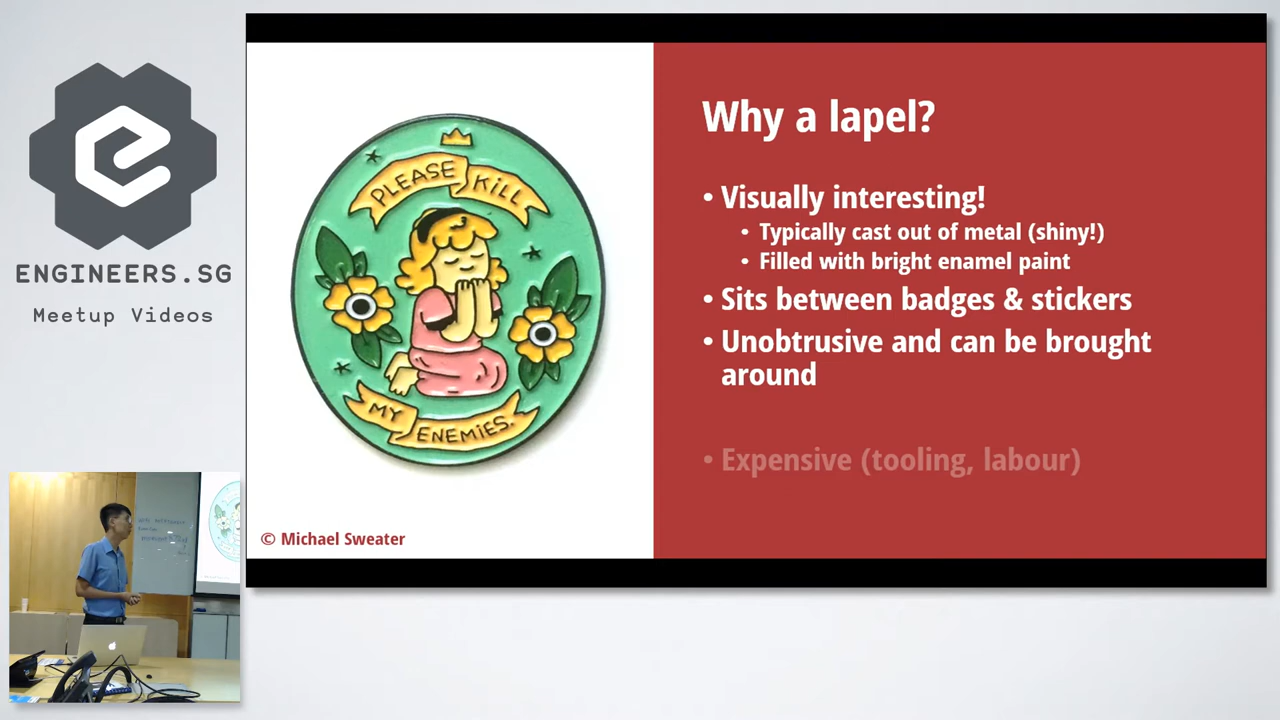 ENGINEERS.SG
Meetup Videos
PLEASE KILL
MY ENEMIES.
© Michael Sweater
Why a lapel?
• Visually interesting!
• Typically cast out of metal (shiny!)
• Filled with bright enamel paint
• Sits between badges & stickers
• Unobtrusive and can be brought
around
• Expensive (tooling, labour)